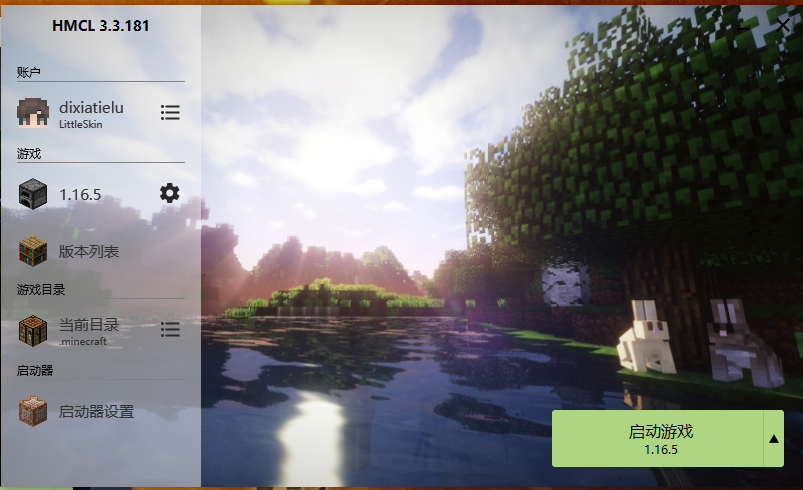 HMCL 3.3.181
账户
dixiatielu
LittleSkin
游戏
1.16.5
版本列表
游戏目录
当前目录
.minecraft
启动器
启动器设置
启动游戏
1.16.5